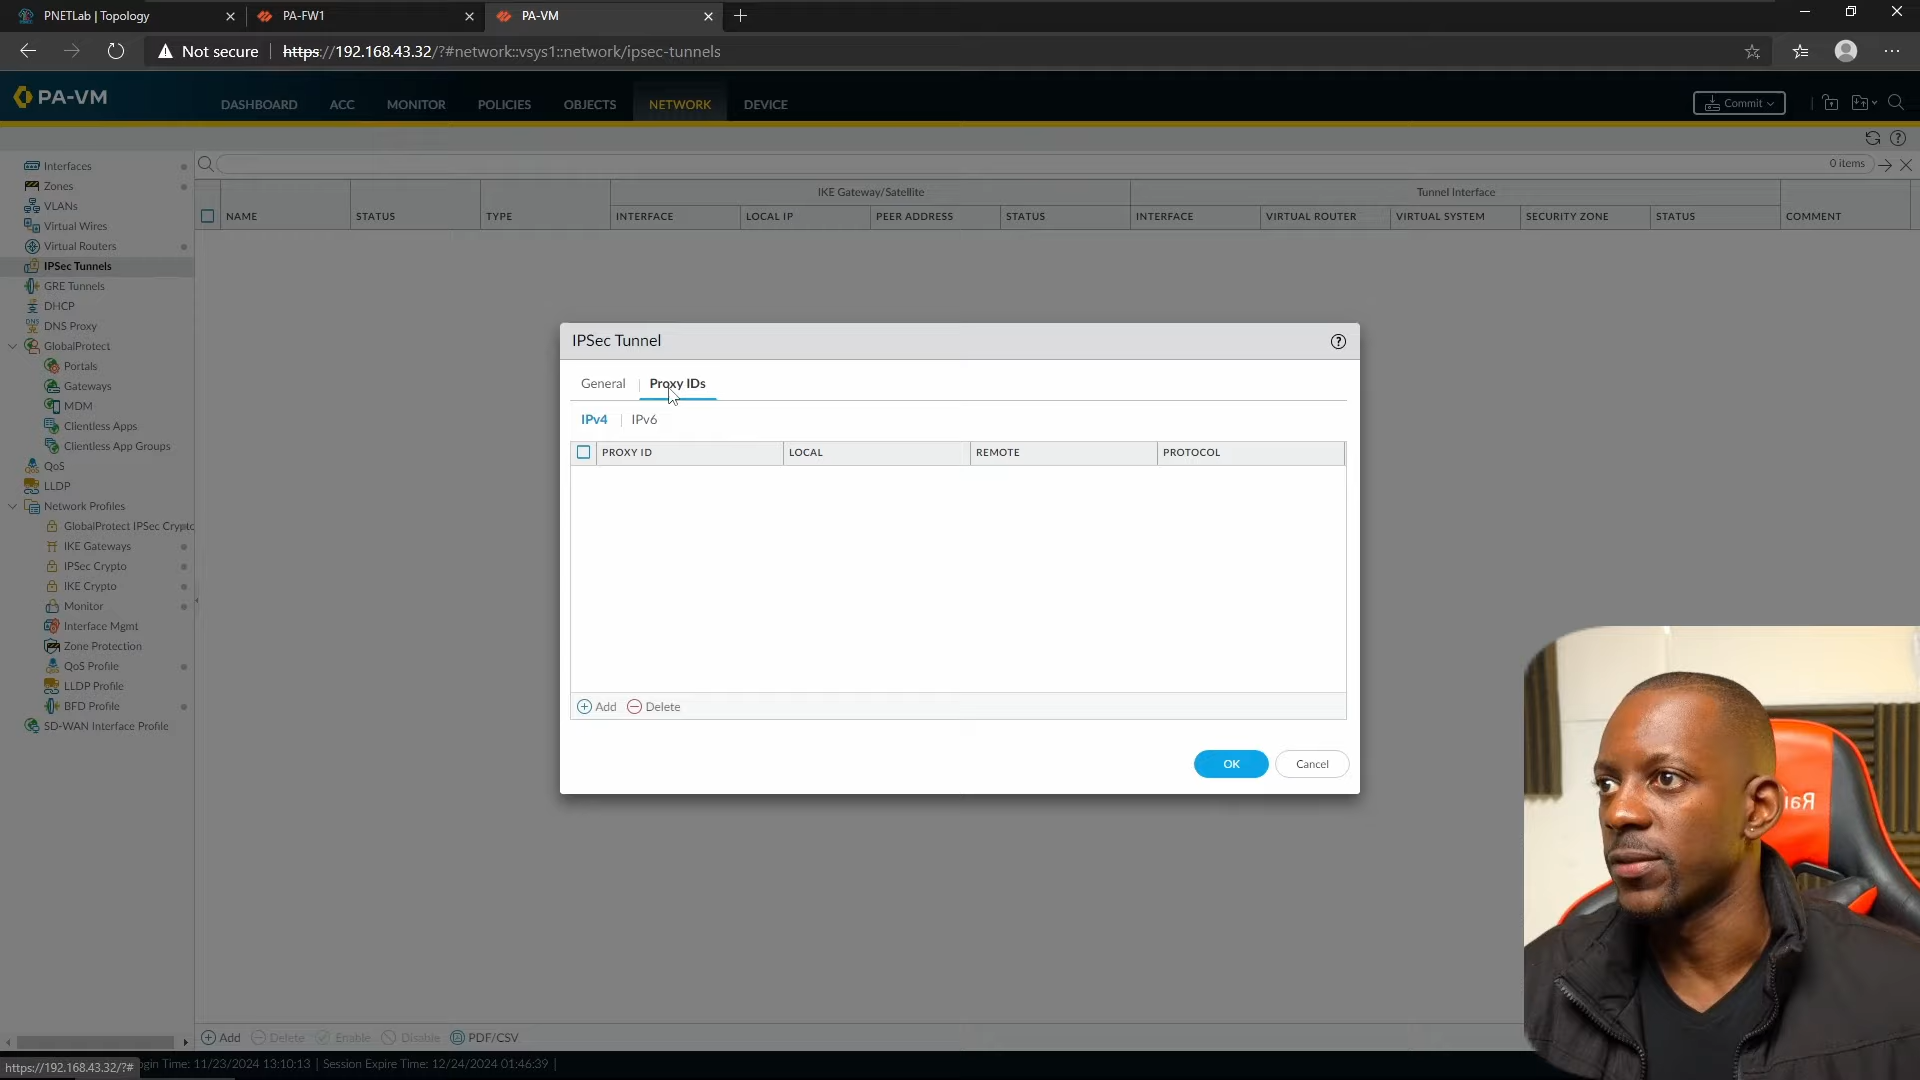 PNETLab | Topology
PA-FW1
PA-VM
Not secure
https://192.168.43.32/?#network::vsys1::network/ipsec-tunnels
PA-VM
DASHBOARD
ACC
MONITOR
POLICIES
OBJECTS
NETWORK
DEVICE
Commit
0 items
Interfaces
Zones
VLANs
Virtual Wires
Virtual Routers
IPSec Tunnels
GRE Tunnels
DHCP
DNS Proxy
GlobalProtect
Portals
Gateways
MDM
Clientless Apps
Clientless App Groups
QoS
LLDP
Network Profiles
GlobalProtect IPSec Crypto
IKE Gateways
IPSec Crypto
IKE Crypto
Monitor
Interface Mgmt
Zone Protection
QoS Profile
LLDP Profile
BFD Profile
SD-WAN Interface Profile
IKE Gateway/Satellite
Tunnel Interface
NAME
STATUS
TYPE
INTERFACE
LOCAL IP
PEER ADDRESS
STATUS
INTERFACE
VIRTUAL ROUTER
VIRTUAL SYSTEM
SECURITY ZONE
STATUS
COMMENT
IPSec Tunnel
General
Proxy IDs
IPv4
IPv6
PROXY ID
LOCAL
REMOTE
PROTOCOL
Add
Delete
OK
Cancel
Add
Delete
Enable
Disable
PDF/CSV
https://192.168.43.32/?#
ogin Time: 11/23/2024 13:10:13 | Session Expire Time: 12/24/2024 01:46:39 |